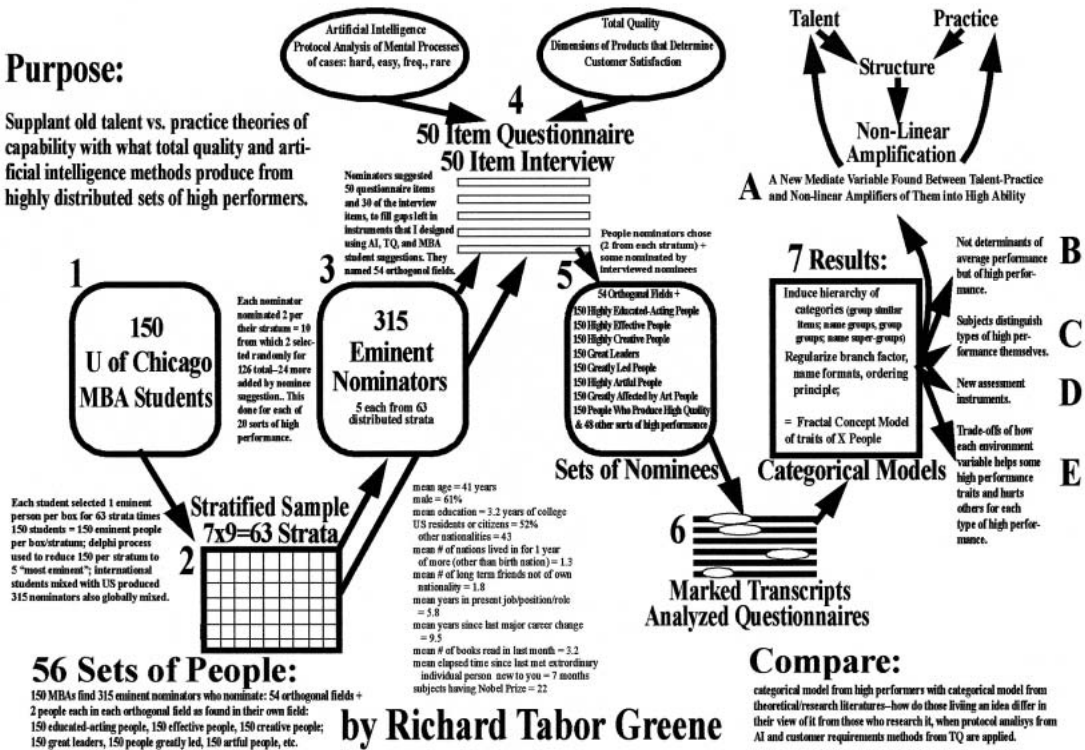 Purpose:
Supplant old talent vs. practice theories of
capability with what total quality and arti-
ficial intelligence methods produce from
highly distributed sets of high performers.
Artificial Intelligence
Protocol Analysis of Mental Processes
of cases: hard, easy, freq., rare
Total Quality
Dimensions of Products that Determine
Customer Satisfaction
4
50 Item Questionnaire
50 Item Interview
Talent
Practice
Structure
Non-Linear
Amplification
A
A New Mediate Variable Found Between Talent-Practice
and Non-linear Amplifiers of Them into High Ability
1
150
U of Chicago
MBA Students
Each nominator
nominated 2 per
their stratum = 10
from which 2 selec-
ted randomly for
126 total--24 more
added by nominee
suggestion.. This
done for each of
20 sorts of high
performance.
3
315
Eminent
Nominators
5 each from 63
distributed strata
Nominators suggested
50 questionnaire items
and 30 of the interview
items, to fill gaps left in
instruments that I designed
using AI, TQ, and MBA
student suggestions. They
named 54 orthogonal fields.
People nominators chose
(2 from each stratum) +
some nominated by
interviewed nominees
5
54 Orthogonal Fields +
150 Highly Educated-Acting People
150 Highly Effective People
150 Highly Creative People
150 Great Leaders
150 Greatly Led People
150 Highly Artful People
150 Greatly Affected by Art People
150 People Who Produce High Quality
& 48 other sorts of high performance
Sets of Nominees
7 Results:
Induce hierarchy of
categories (group similar
items; name groups, group
groups; name super-groups)
Regularize branch factor,
name formats, ordering
principle;
= Fractal Concept Model
of traits of X People
Categorical Models
Not determinants of
average performance
but of high perfor-
mance.
B
Subjects distinguish
types of high per-
formance themselves.
C
New assessment
instruments.
D
Trade-offs of how
each environment
variable helps some
high performance
traits and hurts
others for each
type of high perfor-
mance.
E
Each student selected 1 eminent
person per box for 63 strata times
150 students = 150 eminent people
per box/stratum; delphi process
used to reduce 150 per stratum to
5 "most eminent"; international
students mixed with US produced
315 nominators also globally mixed.
Stratified Sample
7x9=63 Strata
2
mean age = 41 years
male = 61%
mean education = 3.2 years of college
US residents or citizens = 52%
other nationalities = 43
mean # of nations lived in for 1 year
of more (other than birth nation) = 1.3
mean # of long term friends not of own
nationality = 1.8
mean years in present job/position/role
= 5.8
mean years since last major career change
= 9.5
mean # of books read in last month = 3.2
mean elapsed time since last met extrordinary
individual person new to you = 7 months
subjects having Nobel Prize = 22
6
Marked Transcripts
Analyzed Questionnaires
56 Sets of People:
150 MBAs find 315 eminent nominators who nominate: 54 orthogonal fields +
2 people each in each orthogonal field as found in their own field:
150 educated-acting people, 150 effective people, 150 creative people;
150 great leaders, 150 people greatly led, 150 artful people, etc.
by Richard Tabor Greene
Compare:
categorical model from high performers with categorical model from
theoretical/research literatures--how do those liviing an idea differ in
their view of it from those who research it, when protocol analisys from
AI and customer requirements methods from TQ are applied.